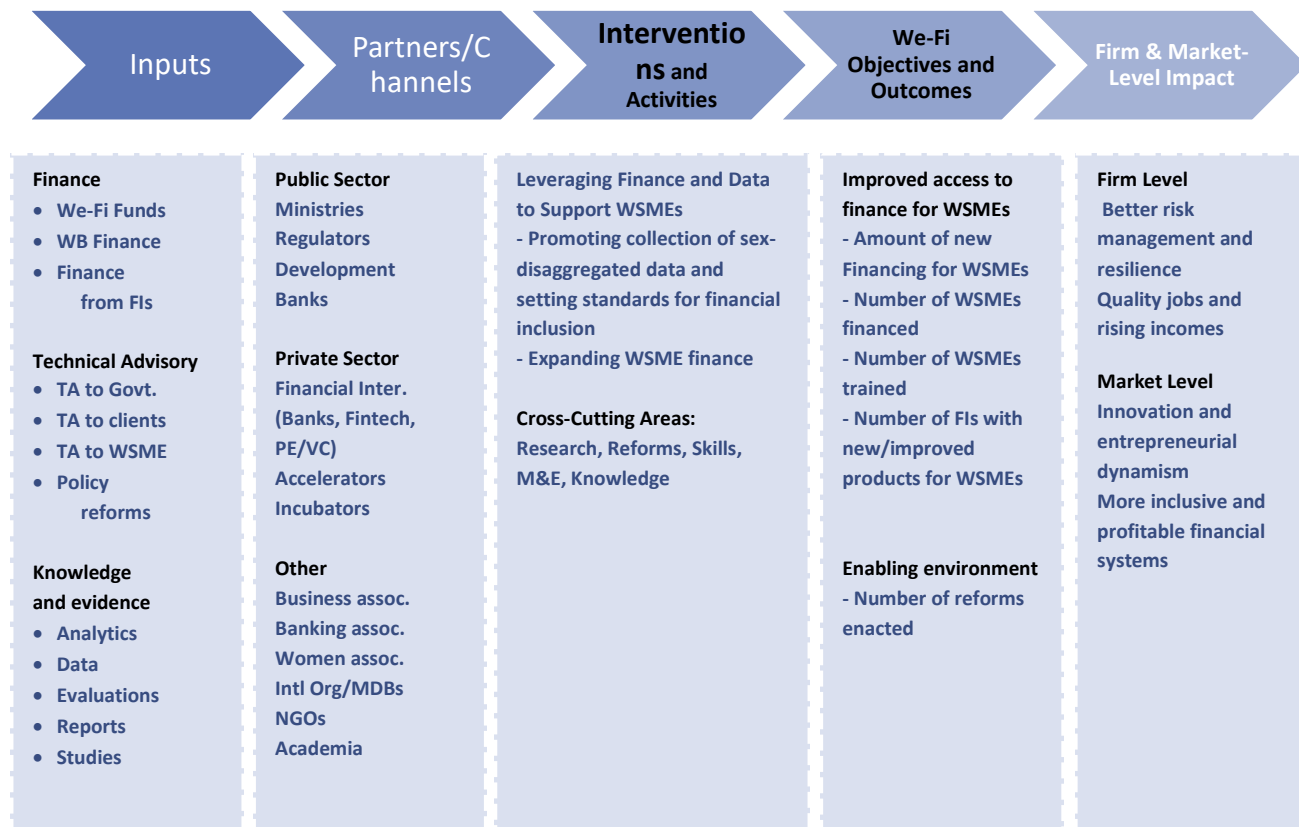 Inputs
Partners/C
hannels
Interventio
ns and
Activities
We-Fi
Objectives and
Outcomes
Firm & Market-
Level Impact
Finance
• We-Fi Funds
• WB Finance
• Finance
from FIs
Technical Advisory
• TA to Govt.
• TA to clients
• TA to WSME
• Policy
reforms
Knowledge
and evidence
• Analytics
• Data
• Evaluations
• Reports
• Studies
Public Sector
Ministries
Regulators
Development
Banks
Private Sector
Financial Inter.
(Banks, Fintech,
PE/VC)
Accelerators
Incubators
Other
Business assoc.
Banking assoc.
Women assoc.
Intl Org/MDBs
NGOs
Academia
Leveraging Finance and Data
to Support WSMEs
- Promoting collection of sex-
disaggregated data and
setting standards for financial
inclusion
- Expanding WSME finance
Cross-Cutting Areas:
Research, Reforms, Skills,
M&E, Knowledge
Improved access to
finance for WSMEs
- Amount of new
Financing for WSMEs
- Number of WSMEs
financed
- Number of WSMEs
trained
- Number of FIs with
new/improved
products for WSMEs
Enabling environment
- Number of reforms
enacted
Firm Level
Better risk
management and
resilience
Quality jobs and
rising incomes
Market Level
Innovation and
entrepreneurial
dynamism
More inclusive and
profitable financial
systems